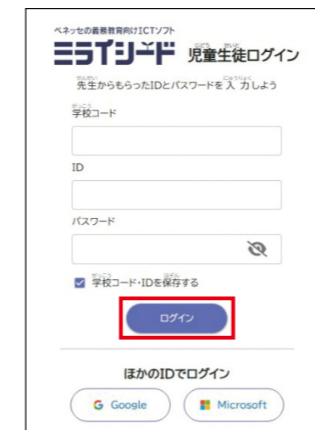 ベネッセの義務教育向けICTソフト
ミライシード 児童生徒ログイン
先生からもらったIDとパスワードを入力しよう
学校コード
ID
パスワード
学校コード・IDを保存する
ログイン
ほかのIDでログイン
Google Microsoft